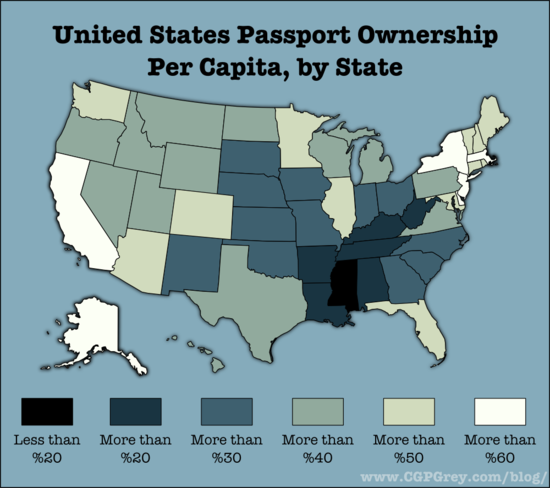 United States Passport Ownership
Per Capita, by State
Less than
%20
More than
%20
More than
%30
More than
%40
More than
%50
More than
%60
www.CGPGrey.com/blog/